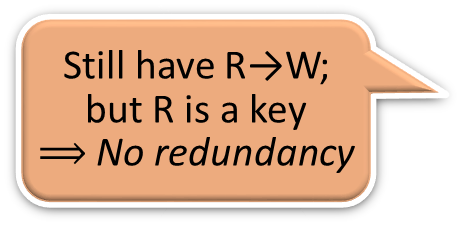 Still have R→W;
but R is a key
⟹ No redundancy